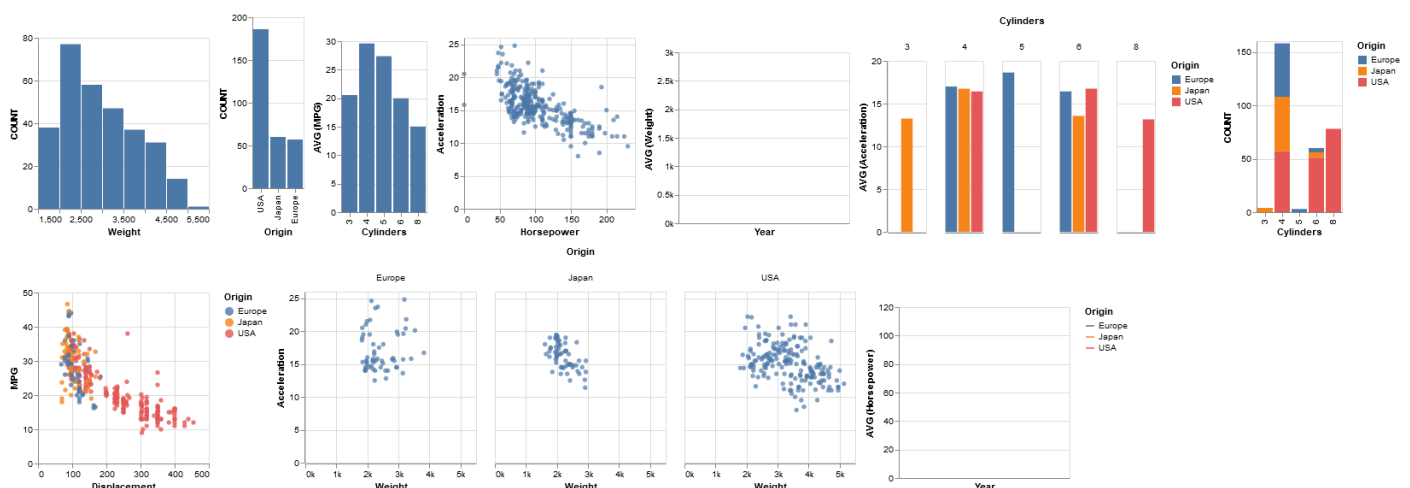 COUNT
80
60
40
20
0
1,500 2,500 3,500 4,500 5,500
Weight
COUNT
200
150
100
50
0
USA Japan Europe
Origin
AVG (MPG)
30
25
20
15
10
5
0
3 4 5 6 8
Cylinders
Acceleration
25
20
15
10
5
0
0 50 100 150 200
Horsepower
AVG (Weight)
3k
2.5k
2k
1.5k
1k
0.5k
0k
Year
Cylinders
3 4 5 6 8
AVG (Acceleration)
20
15
10
5
0
Origin
Europe
Japan
USA
COUNT
150
100
50
0
3 4 5 6 8
Cylinders
Origin
Europe
Japan
USA
MPG
50
40
30
20
10
0
0 100 200 300 400 500
Displacement
Origin
Europe
Japan
USA
Origin
Europe Japan USA
Acceleration
25
20
15
10
5
0
0k 1k 2k 3k 4k 5k
Weight
0k 1k 2k 3k 4k 5k
Weight
0k 1k 2k 3k 4k 5k
Weight
AVG (Horsepower)
120
100
80
60
40
20
0
Year
Origin
Europe
Japan
USA